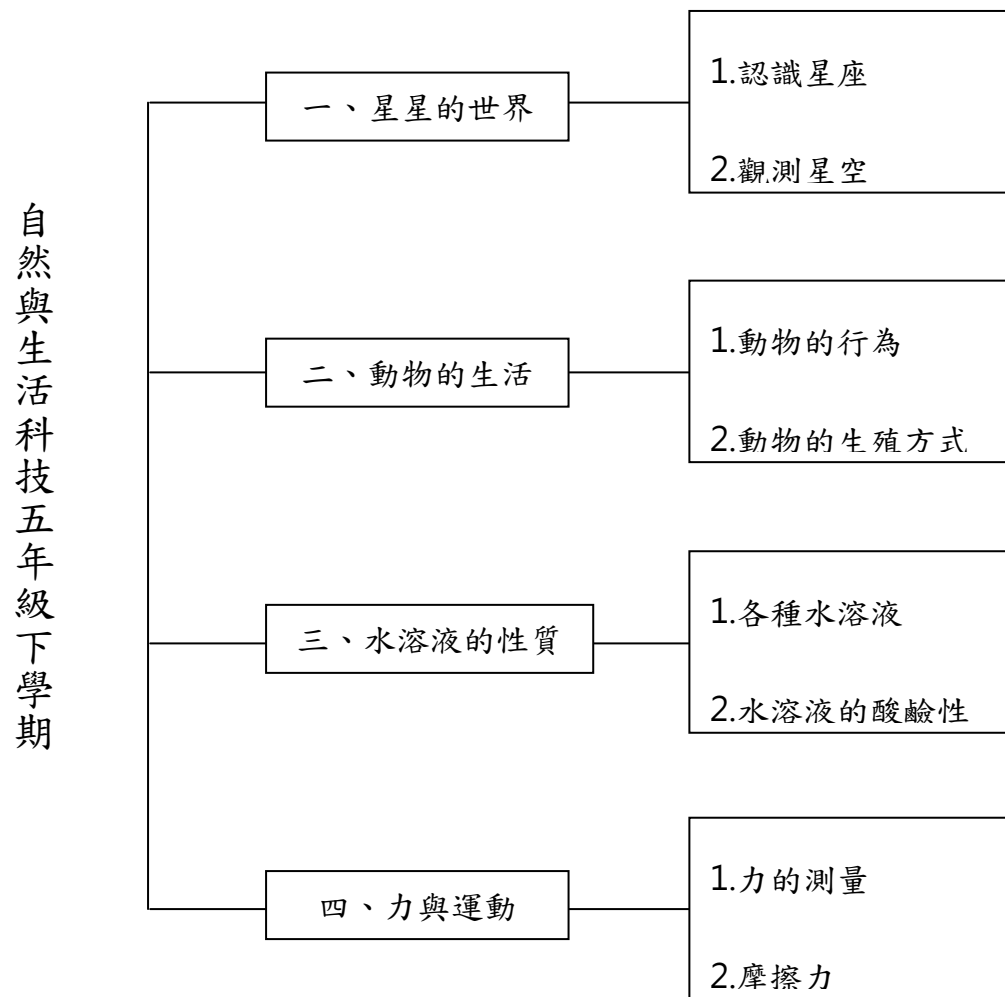 自然與生活科技五年級下學期
一、星星的世界
1.認識星座
2.觀測星空
二、動物的生活
1.動物的行為
2.動物的生殖方式
三、水溶液的性質
1.各種水溶液
2.水溶液的酸鹼性
四、力與運動
1.力的測量
2.摩擦力